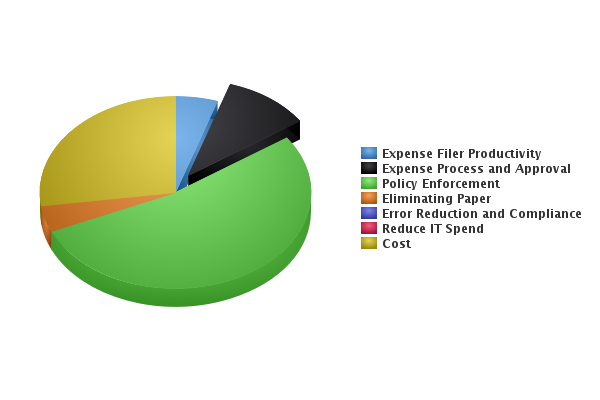 Expense Filer Productivity
Expense Process and Approval
Policy Enforcement
Eliminating Paper
Error Reduction and Compliance
Reduce IT Spend
Cost